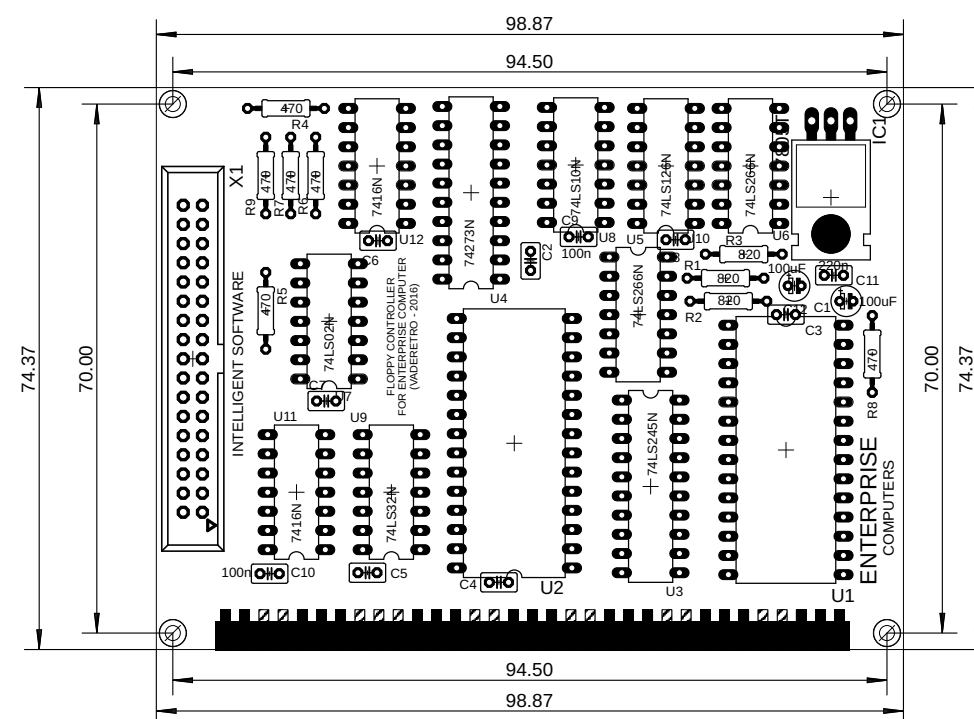 98.87
94.50
470
R4
X1
R9
470
R7
470
R6
470
7416N
U12
C6
74273N
U4
C2
74LS10N
C9
U8
100n
74LS126N
U5
U10
74LS266N
U6
R3
820
R1
820
R2
820
IC1
100uF
220n
C11
C1
100uF
C12
C3
470
R8
74.37
70.00
70.00
74.37
INTELLIGENT SOFTWARE
470
R5
74LS02N
C7
FLOPPY CONTROLLER
FOR ENTERPRISE COMPUTER
(VADERETRO - 2016)
74LS266N
74LS245N
U3
U11
7416N
100n
C10
U9
74LS32N
C5
C4
U2
ENTERPRISE
COMPUTERS
U1
94.50
98.87